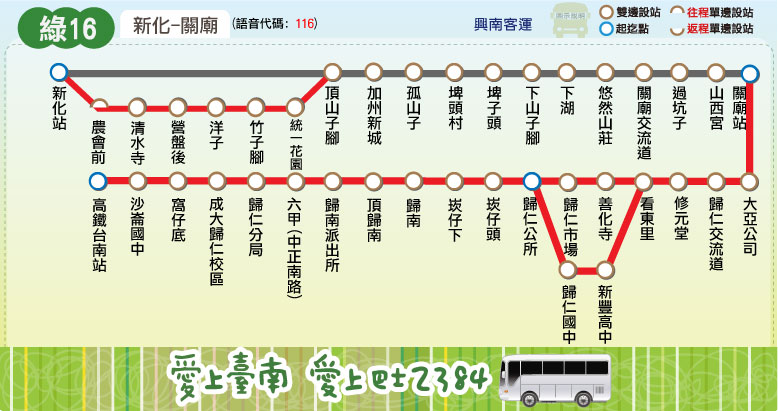 綠16
新化-關廟
(語音代碼: 116)
興南客運
雙邊設站
往程單邊設站
起迄點
返程單邊設站
新化站
農會前
清水寺
營盤後
洋子
竹子腳
統一花園
頂山子腳
加州新城
孤山子
埤頭村
埤子頭
下山子腳
下湖
悠然山莊
關廟交流道
過坑子
山西宮
關廟站
高鐵台南站
沙崙國中
窩仔底
成大歸仁校區
歸仁分局
六甲(中正南路)
歸南派出所
頂歸南
歸南
崁仔下
崁仔頭
歸仁公所
歸仁市場
善化寺
看東里
修元堂
歸仁交流道
大亞公司
歸仁國中
新豐高中
愛上臺南 愛上巴士2384